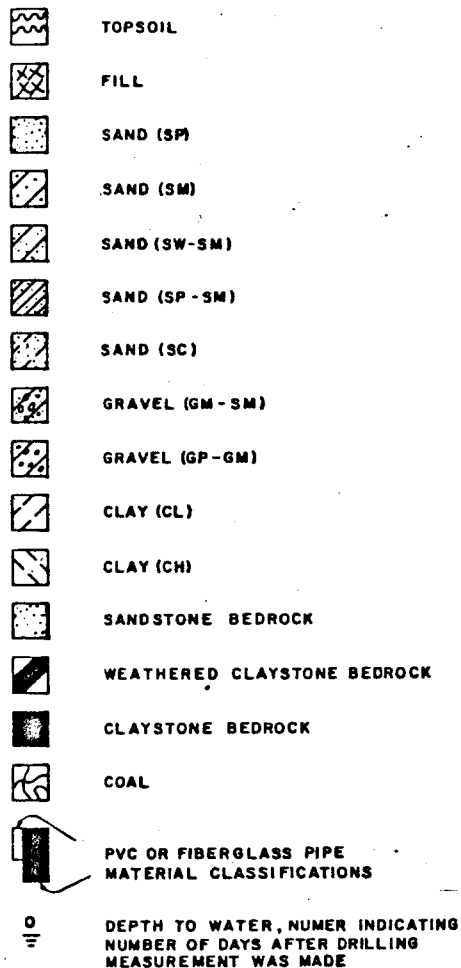 TOPSOIL
FILL
SAND (SP)
SAND (SM)
SAND (SW-SM)
SAND (SP-SM)
SAND (SC)
GRAVEL (GM-SM)
GRAVEL (GP-GM)
CLAY (CL)
CLAY (CH)
SANDSTONE BEDROCK
WEATHERED CLAYSTONE BEDROCK
CLAYSTONE BEDROCK
COAL
PVC OR FIBERGLASS PIPE
MATERIAL CLASSIFICATIONS
0
DEPTH TO WATER, NUMER INDICATING
NUMBER OF DAYS AFTER DRILLING
MEASUREMENT WAS MADE